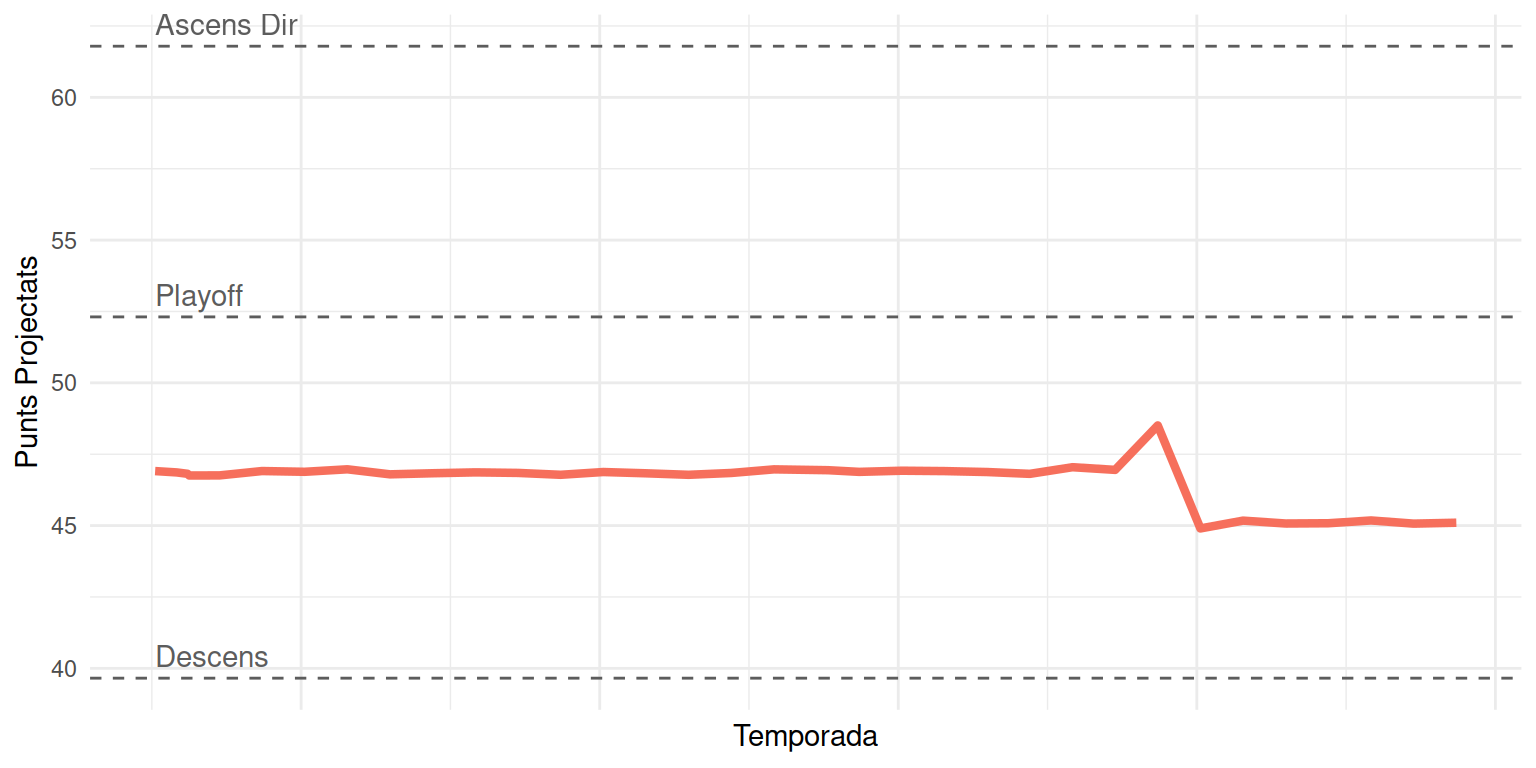 Ascens Dir
60
55
Playoff
50
45
Descens
40
Punts Projectats
Temporada